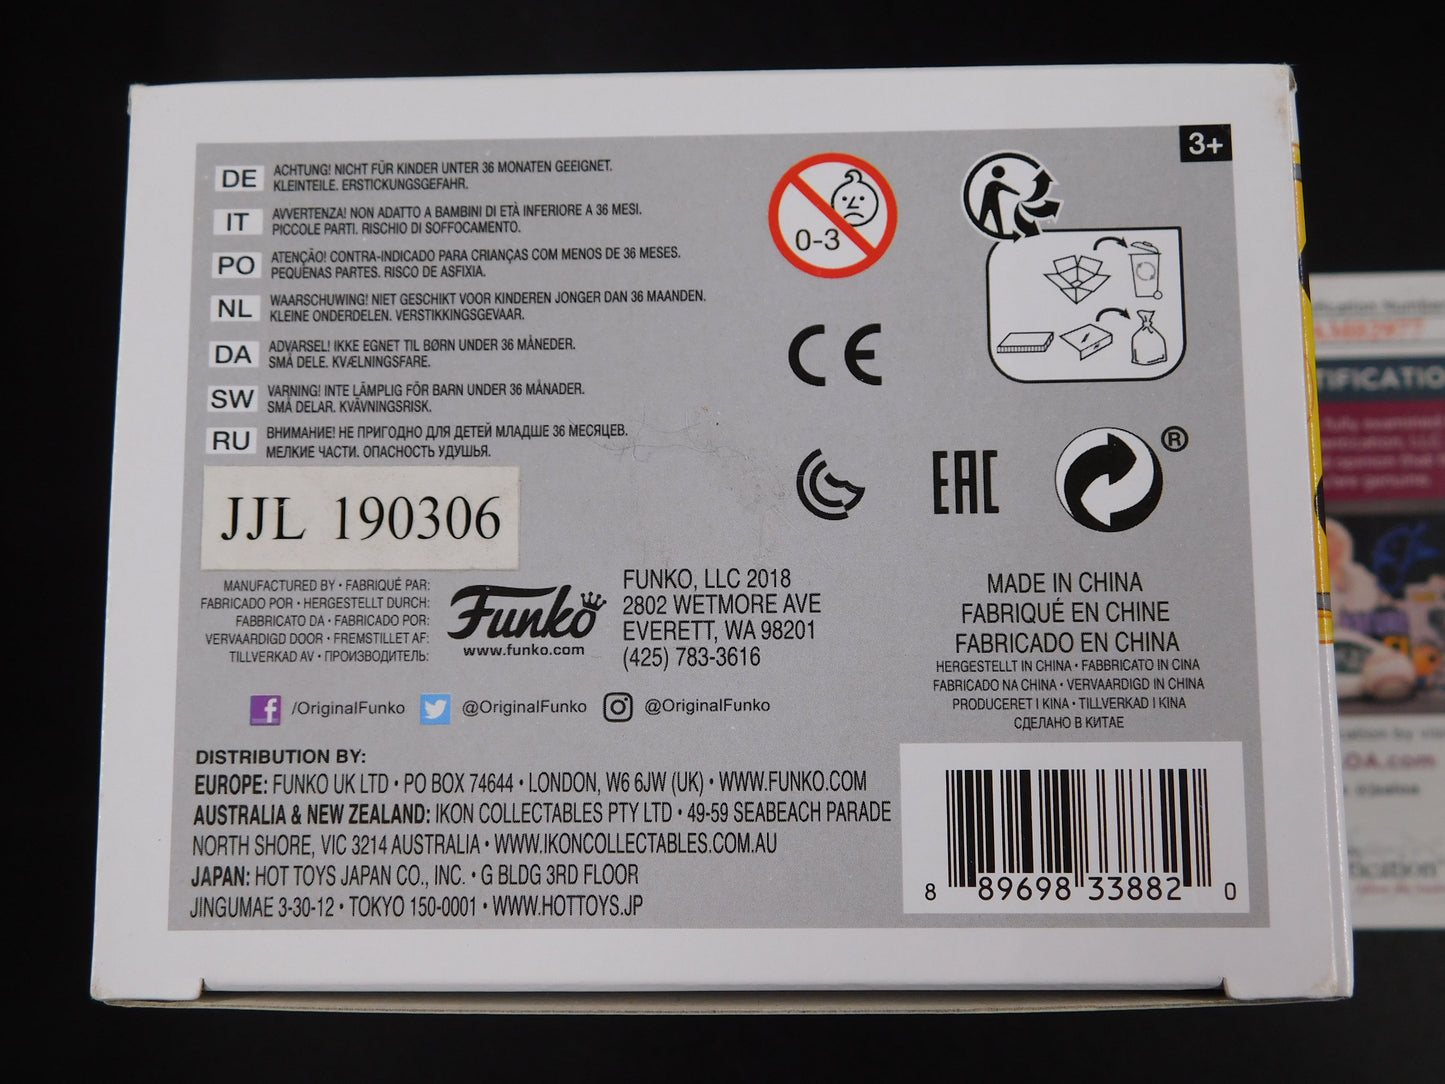 3+
DE ACHTUNG! NICHT FÜR KINDER UNTER 36 MONATEN GEEIGNET.
KLEINTEILE. ERSTICKUNGSGEFAHR.
IT AVVERTENZA! NON ADATTO A BAMBINI DI ETÀ INFERIORE A 36 MESI.
PICCOLE PARTI. RISCHIO DI SOFFOCAMENTO.
PO ATENÇÃO! CONTRA-INDICADO PARA CRIANÇAS COM MENOS DE 36 MESES.
PEQUENAS PARTES. RISCO DE ASFIXIA.
NL WAARSCHUWING! NIET GESCHIKT VOOR KINDEREN JONGER DAN 36 MAANDEN.
KLEINE ONDERDELEN. VERSTIKKINGSGEVAAR.
DA ADVARSEL! IKKE EGNET TIL BØRN UNDER 36 MÅNEDER.
SMÅ DELE. KVÆLNINGSFARE.
SW VARNING! INTE LÄMPLIG FÖR BARN UNDER 36 MÅNADER.
SMÅ DELAR. KVÄVNINGSRISK.
RU ВНИМАНИЕ! НЕ ПРИГОДНО ДЛЯ ДЕТЕЙ МЛАДШЕ 36 МЕСЯЦЕВ.
МЕЛКИЕ ЧАСТИ. ОПАСНОСТЬ УДУШЬЯ.
0-3
CE
EAC
®
JJL 190306
MANUFACTURED BY • FABRIQUÉ PAR:
FABRICADO POR • HERGESTELLT DURCH:
FABBRICATO DA • FABRICADO POR:
VERVAARDIGD DOOR • FREMSTILLET AF:
TILLVERKAD AV • ПРОИЗВОДИТЕЛЬ:
Funko
www.funko.com
FUNKO, LLC 2018
2802 WETMORE AVE
EVERETT, WA 98201
(425) 783-3616
MADE IN CHINA
FABRIQUÉ EN CHINE
FABRICADO EN CHINA
HERGESTELLT IN CHINA • FABBRICATO IN CINA
FABRICADO NA CHINA • VERVAARDIGD IN CHINA
PRODUCERET I KINA • TILLVERKAD I KINA
СДЕЛАНО В КИТАЕ
/OriginalFunko @OriginalFunko @OriginalFunko
DISTRIBUTION BY:
EUROPE: FUNKO UK LTD • PO BOX 74644 • LONDON, W6 6JW (UK) • WWW.FUNKO.COM
AUSTRALIA & NEW ZEALAND: IKON COLLECTABLES PTY LTD • 49-59 SEABEACH PARADE
NORTH SHORE, VIC 3214 AUSTRALIA • WWW.IKONCOLLECTABLES.COM.AU
JAPAN: HOT TOYS JAPAN CO., INC. • G BLDG 3RD FLOOR
JINGUMAE 3-30-12 • TOKYO 150-0001 • WWW.HOTTOYS.JP
8 89698 33882 0